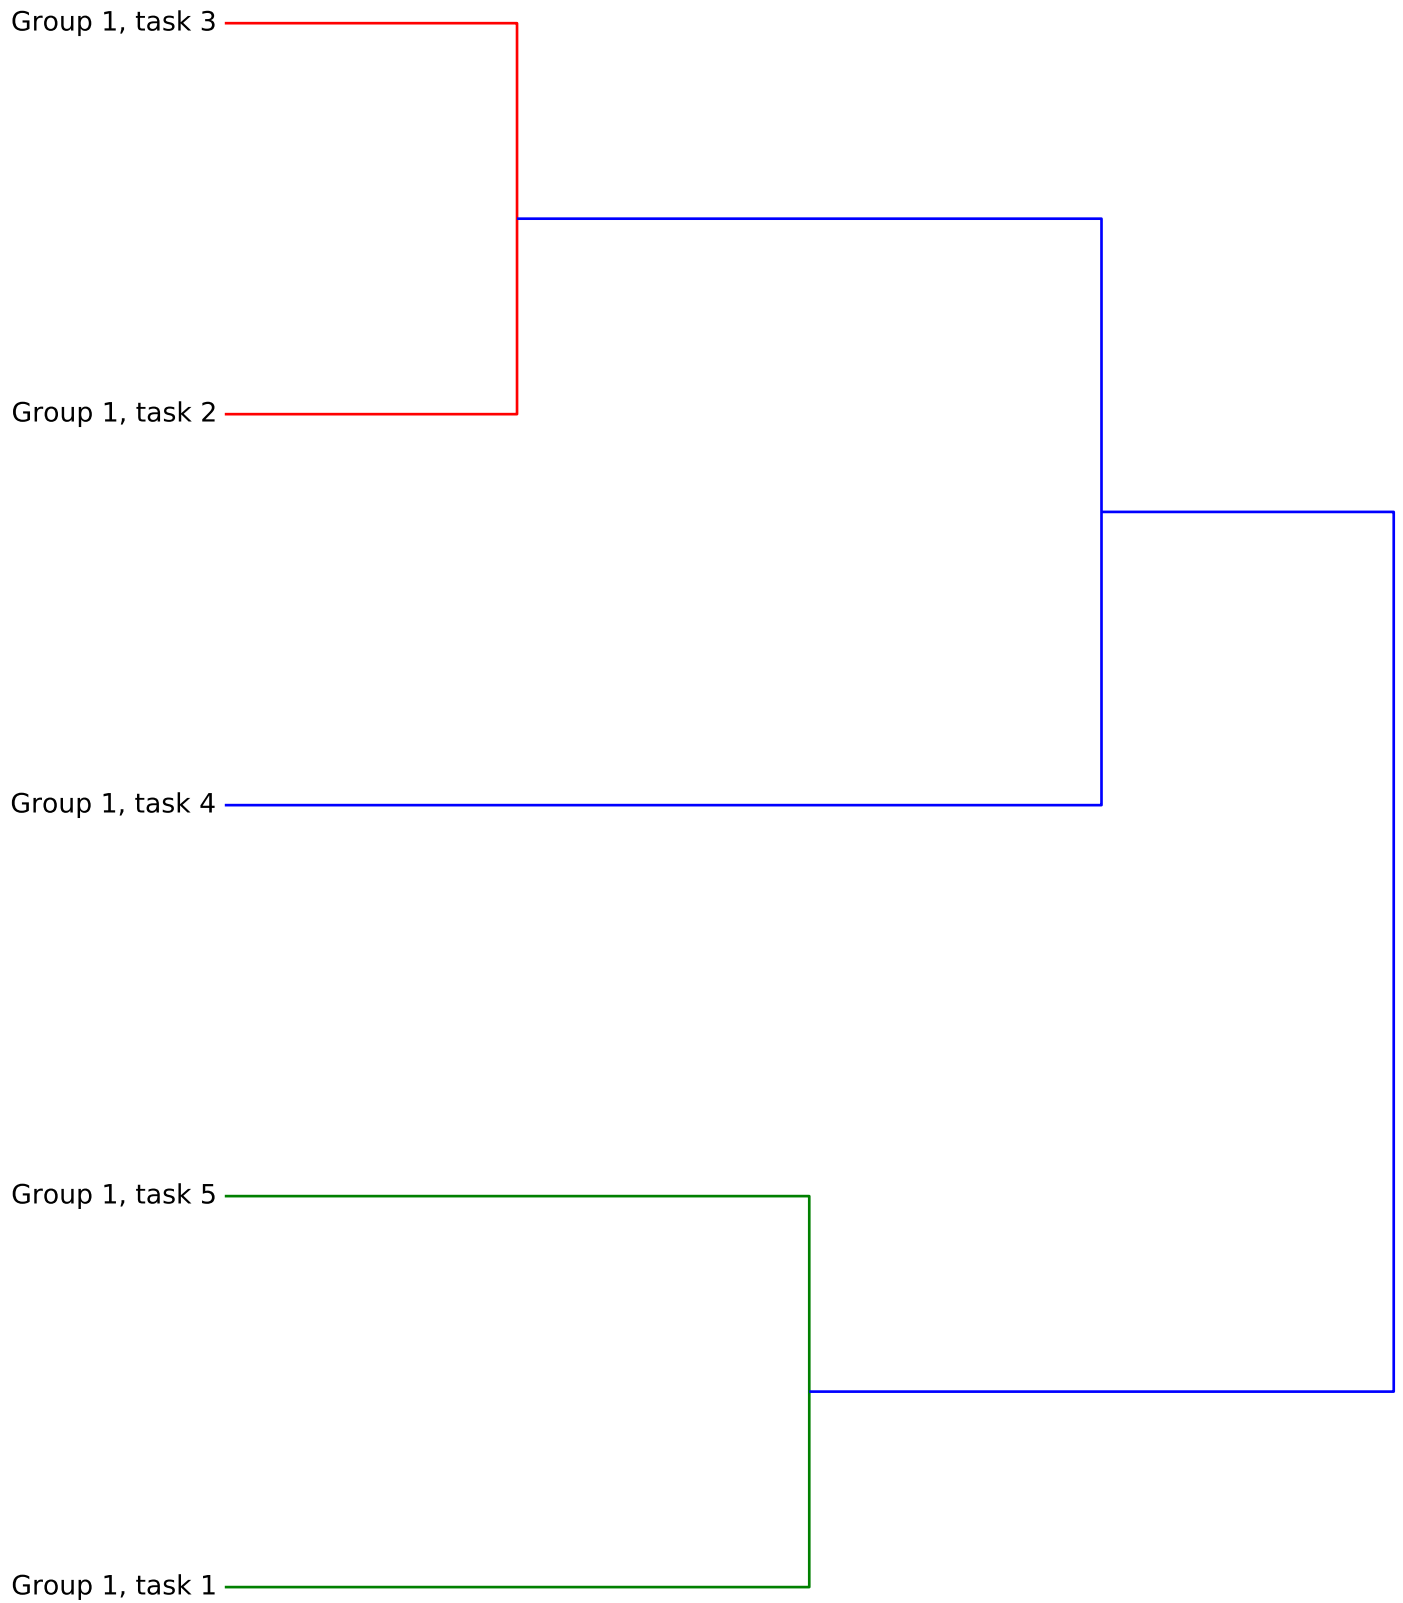 Group 1, task 3
Group 1, task 2
Group 1, task 4
Group 1, task 5
Group 1, task 1